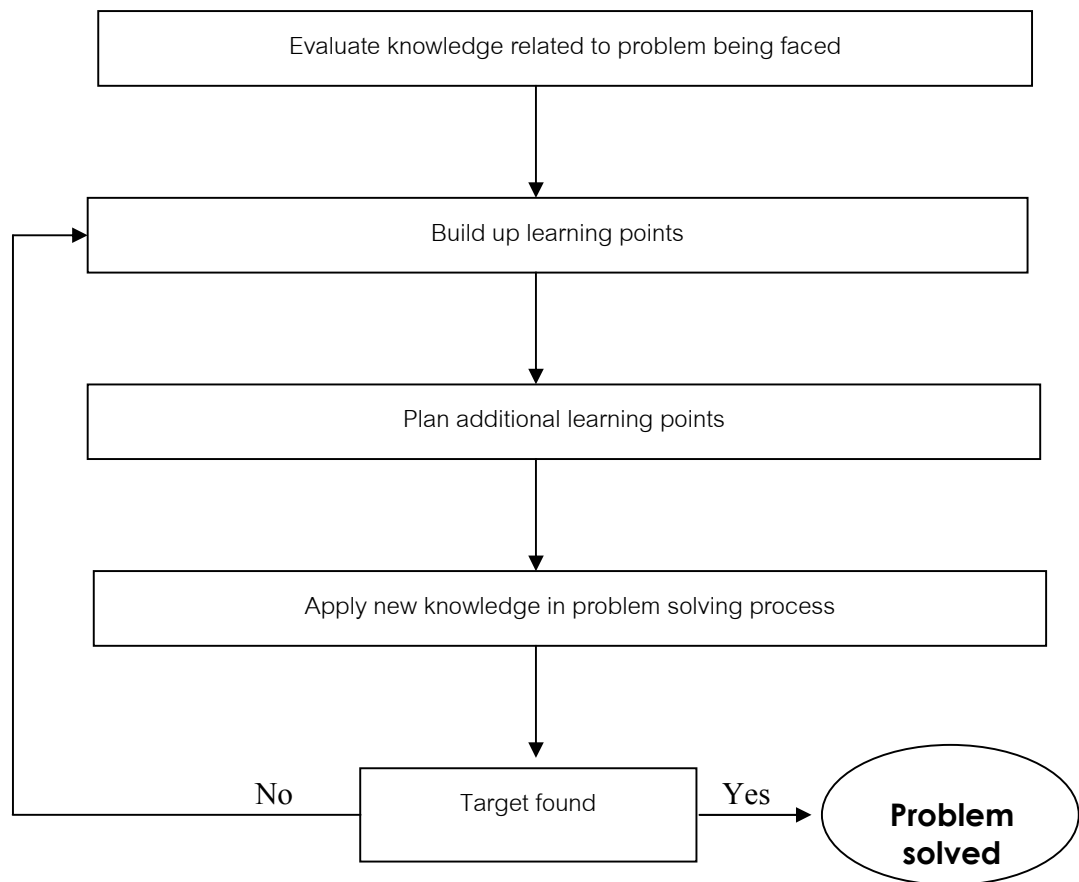 Evaluate knowledge related to problem being faced
Build up learning points
Plan additional learning points
Apply new knowledge in problem solving process
No
Target found
Yes
Problem
solved